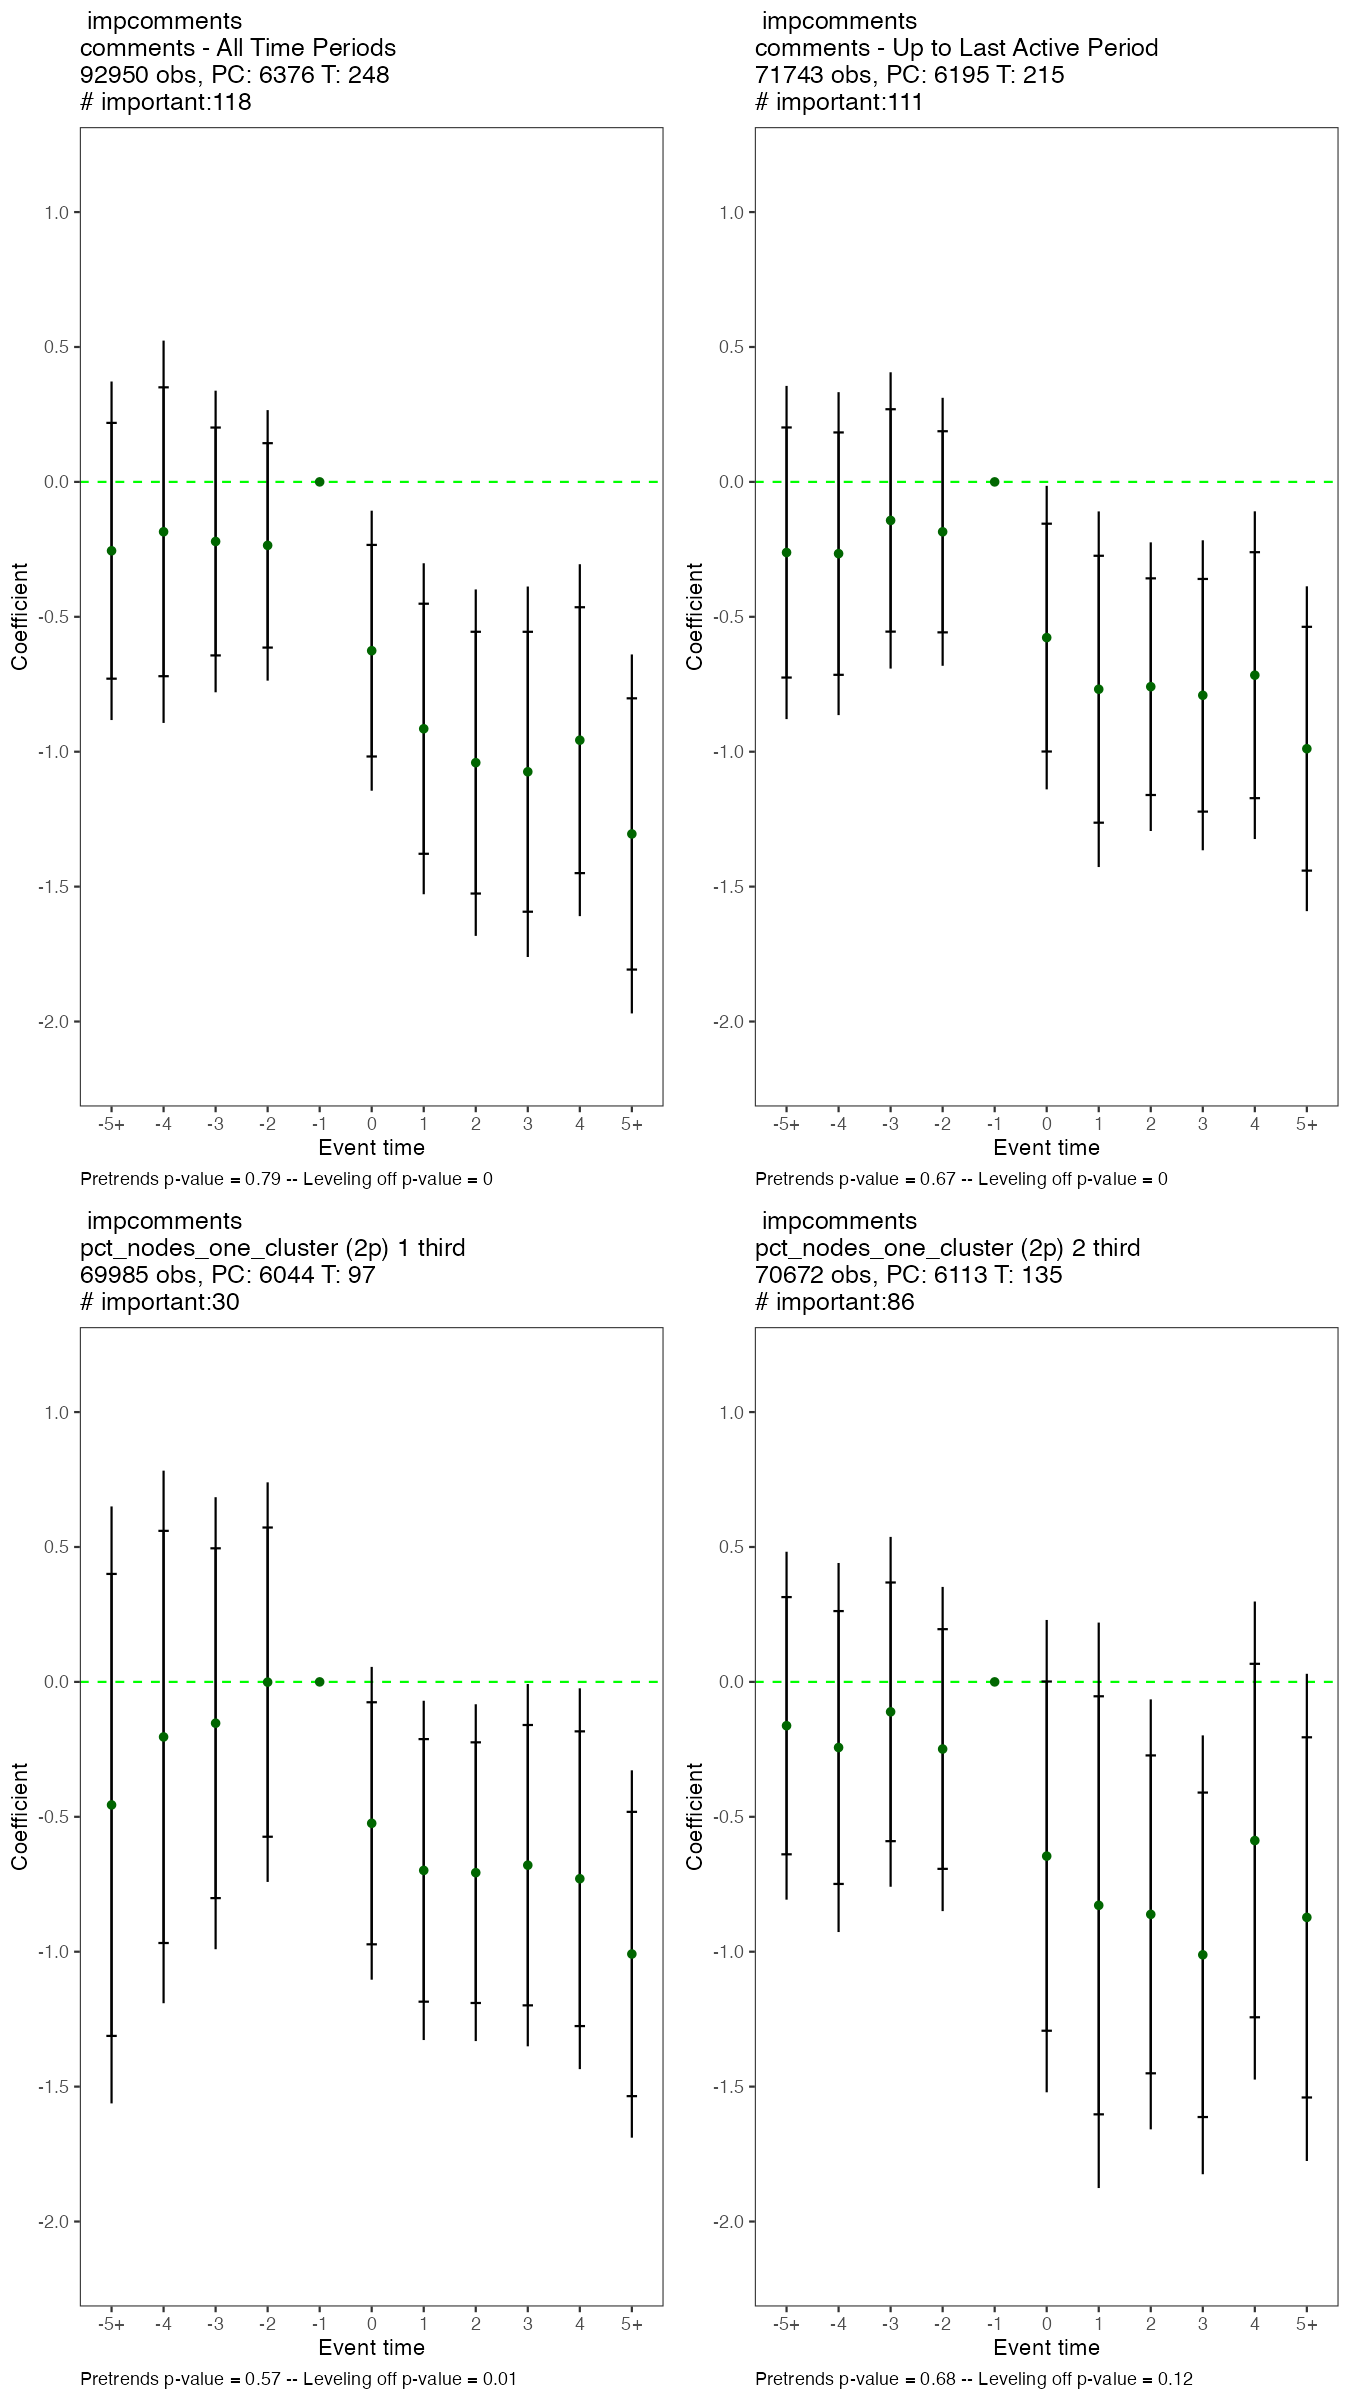 impcomments
comments - All Time Periods
92950 obs, PC: 6376 T: 248
# important:118
1.0
0.5
0.0
-0.5
-1.0
-1.5
-2.0
Coefficient
-5+ -4 -3 -2 -1 0 1 2 3 4 5+
Event time
Pretrends p-value = 0.79 -- Leveling off p-value = 0
impcomments
comments - Up to Last Active Period
71743 obs, PC: 6195 T: 215
# important:111
1.0
0.5
0.0
-0.5
-1.0
-1.5
-2.0
Coefficient
-5+ -4 -3 -2 -1 0 1 2 3 4 5+
Event time
Pretrends p-value = 0.67 -- Leveling off p-value = 0
impcomments
pct_nodes_one_cluster (2p) 1 third
69985 obs, PC: 6044 T: 97
# important:30
1.0
0.5
0.0
-0.5
-1.0
-1.5
-2.0
Coefficient
-5+ -4 -3 -2 -1 0 1 2 3 4 5+
Event time
Pretrends p-value = 0.57 -- Leveling off p-value = 0.01
impcomments
pct_nodes_one_cluster (2p) 2 third
70672 obs, PC: 6113 T: 135
# important:86
1.0
0.5
0.0
-0.5
-1.0
-1.5
-2.0
Coefficient
-5+ -4 -3 -2 -1 0 1 2 3 4 5+
Event time
Pretrends p-value = 0.68 -- Leveling off p-value = 0.12